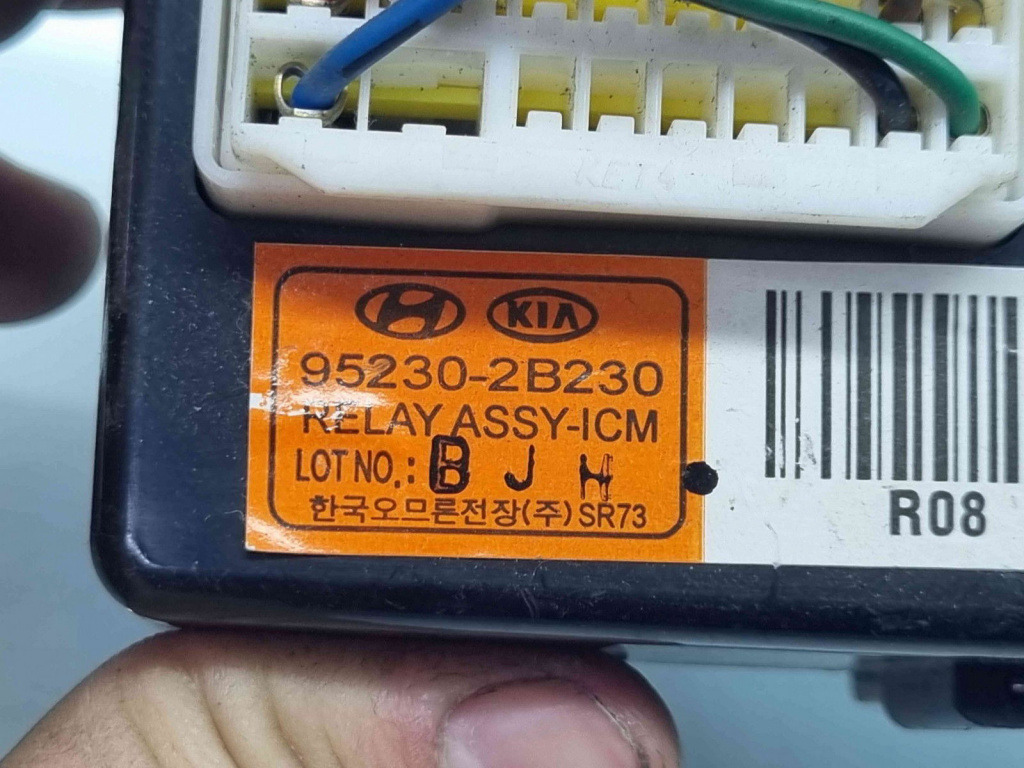 KIA
95230-2B230
RELAY ASSY-ICM
LOT NO.: B J H
한국오므론전장(주) SR73
R08